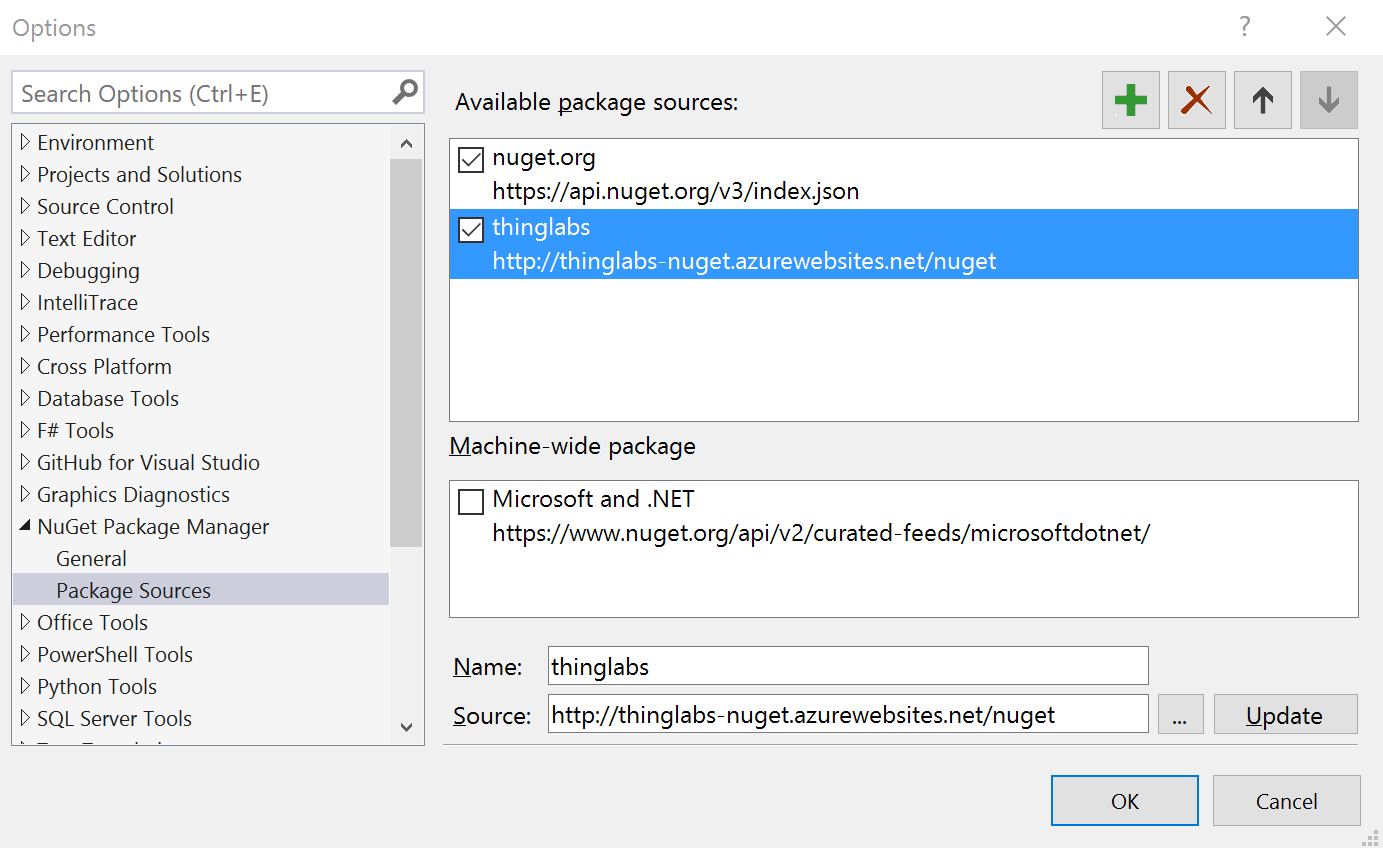 Options
?
Search Options (Ctrl+E)
Environment
Projects and Solutions
Source Control
Text Editor
Debugging
IntelliTrace
Performance Tools
Cross Platform
Database Tools
F# Tools
GitHub for Visual Studio
Graphics Diagnostics
NuGet Package Manager
General
Package Sources
Office Tools
PowerShell Tools
Python Tools
SQL Server Tools
Available package sources:
nuget.org
https://api.nuget.org/v3/index.json
thinglabs
http://thinglabs-nuget.azurewebsites.net/nuget
Machine-wide package
Microsoft and .NET
https://www.nuget.org/api/v2/curated-feeds/microsoftdotnet/
Name: thinglabs
Source: http://thinglabs-nuget.azurewebsites.net/nuget ... Update
OK Cancel